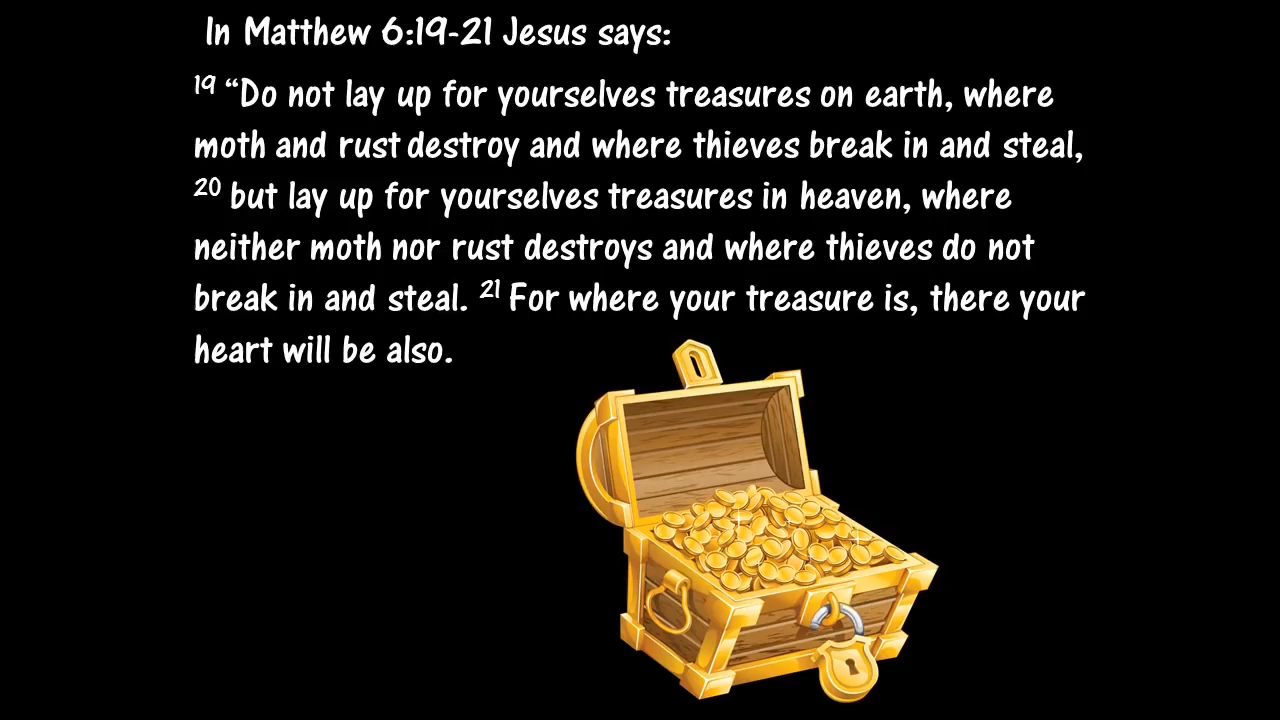 In Matthew 6:19-21 Jesus says:
19 “Do not lay up for yourselves treasures on earth, where
moth and rust destroy and where thieves break in and steal,
20 but lay up for yourselves treasures in heaven, where
neither moth nor rust destroys and where thieves do not
break in and steal. 21 For where your treasure is, there your
heart will be also.